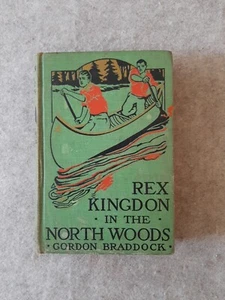 REX
KINGDON
· IN THE ·
NORTH WOODS
· GORDON BRADDOCK ·